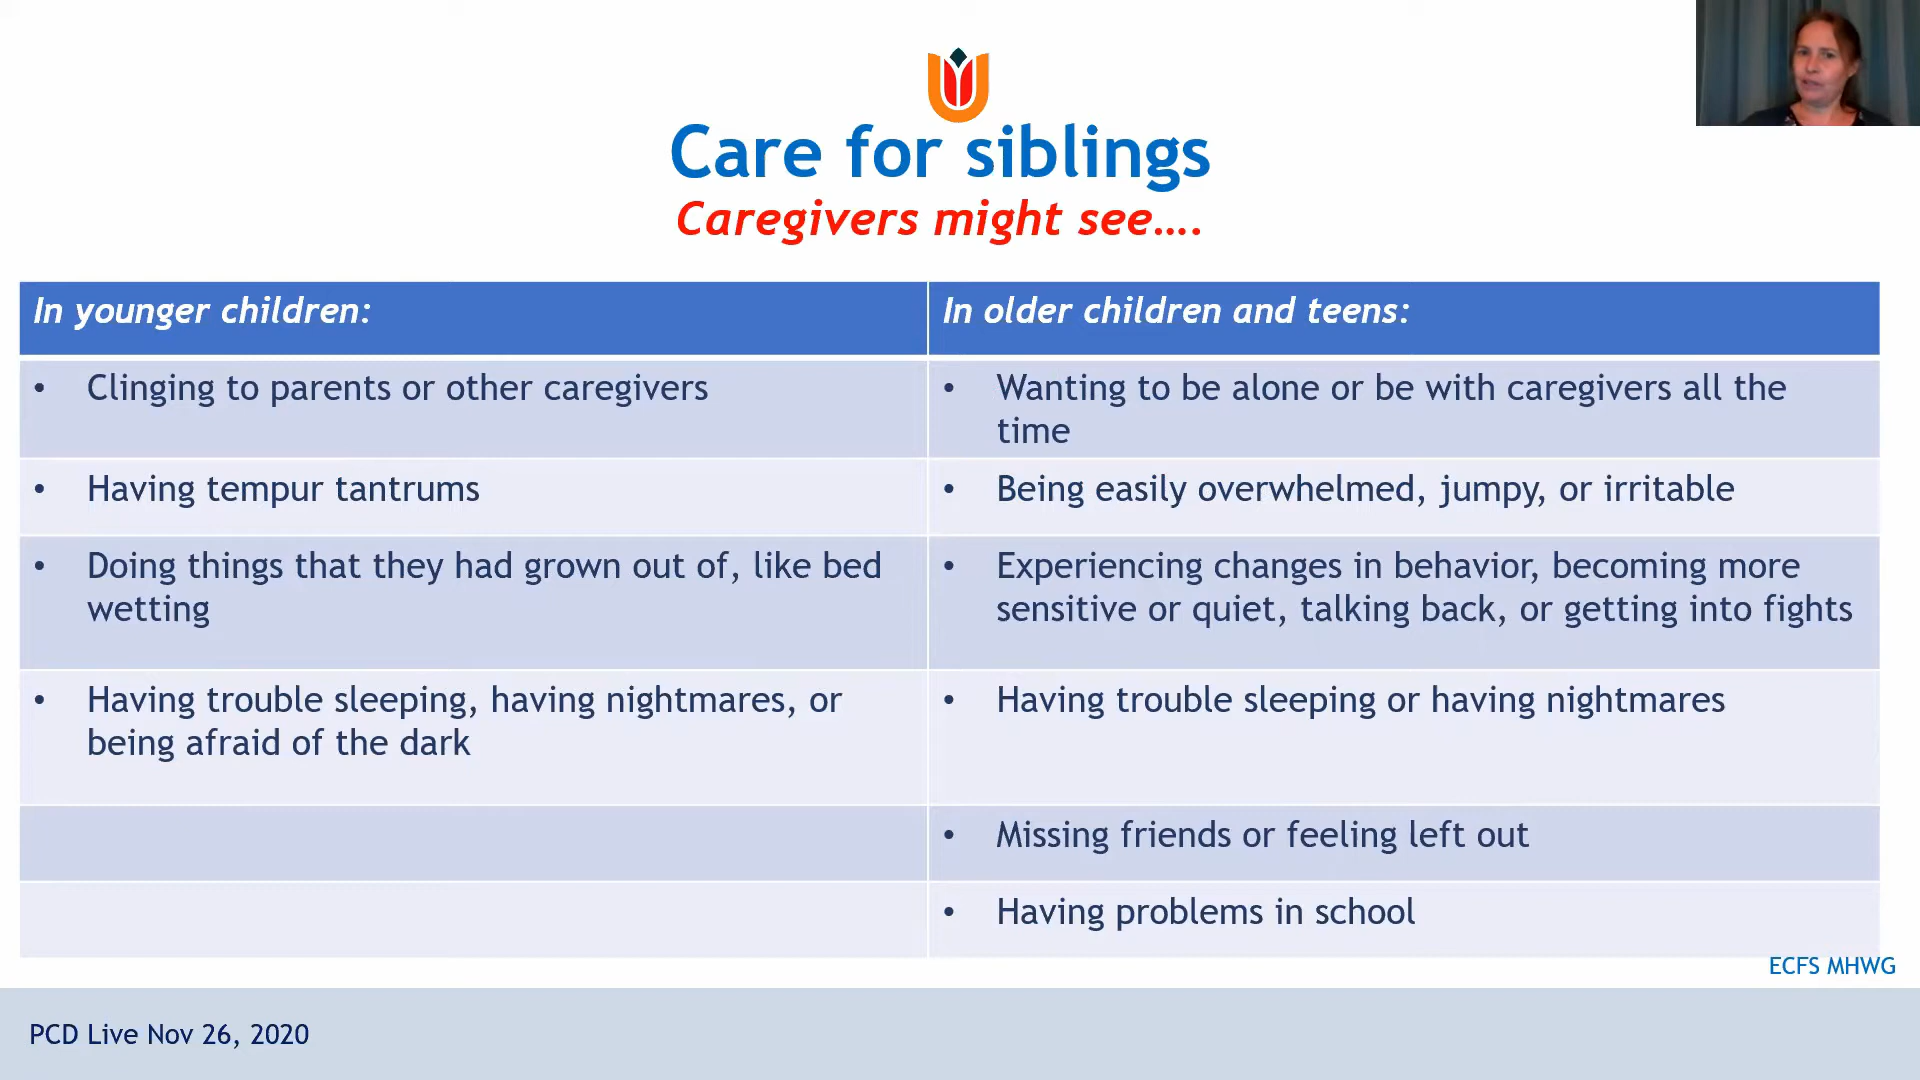 Care for siblings
Caregivers might see....
In younger children:
In older children and teens:
• Clinging to parents or other caregivers
• Wanting to be alone or be with caregivers all the
time
• Having tempur tantrums
• Being easily overwhelmed, jumpy, or irritable
• Doing things that they had grown out of, like bed
wetting
• Experiencing changes in behavior, becoming more
sensitive or quiet, talking back, or getting into fights
• Having trouble sleeping, having nightmares, or
being afraid of the dark
• Having trouble sleeping or having nightmares
• Missing friends or feeling left out
• Having problems in school
ECFS MHWG
PCD Live Nov 26, 2020